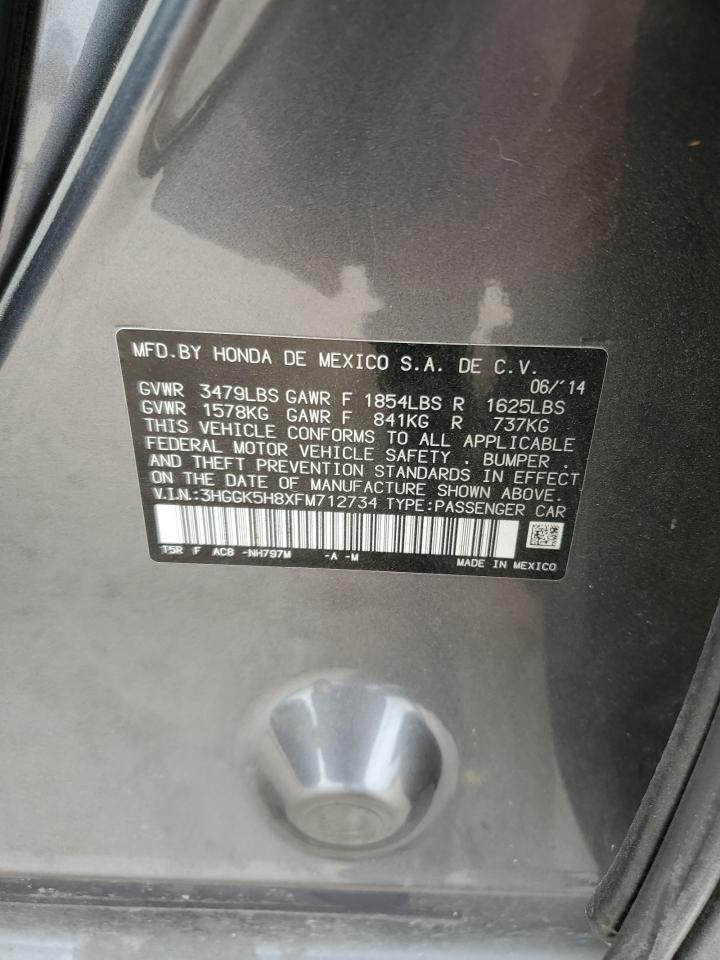 MFD.BY HONDA DE MEXICO S.A. DE C.V.
06/'14
GVWR 3479LBS GAWR F 1854LBS R 1625LBS
GVWR 1578KG GAWR F 841KG R 737KG
THIS VEHICLE CONFORMS TO ALL APPLICABLE
FEDERAL MOTOR VEHICLE SAFETY , BUMPER ,
AND THEFT PREVENTION STANDARDS IN EFFECT
ON THE DATE OF MANUFACTURE SHOWN ABOVE.
V.I.N.:3HGGK5H8XFM712734 TYPE:PASSENGER CAR
T5R F AC8 -NH797M -A -M
MADE IN MEXICO